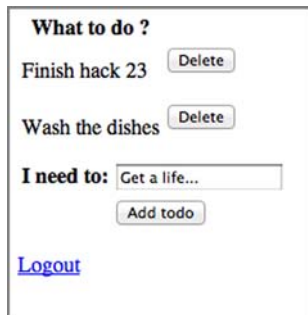 What to do ?
Finish hack 23 Delete
Wash the dishes Delete
I need to: Get a life...
Add todo
Logout